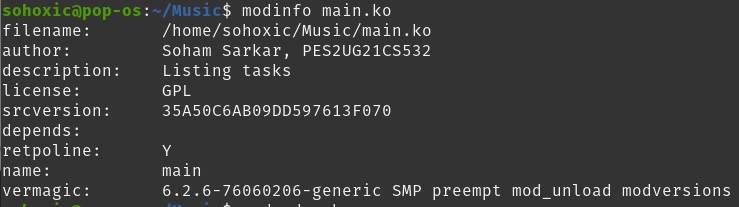 sohoxic@pop-os:~/Music$ modinfo main.ko
filename:       /home/sohoxic/Music/main.ko
author:         Soham Sarkar, PES2UG21CS532
description:    Listing tasks
license:        GPL
srcversion:     35A50C6AB09DD597613F070
depends:
retpoline:      Y
name:           main
vermagic:       6.2.6-76060206-generic SMP preempt mod_unload modversions